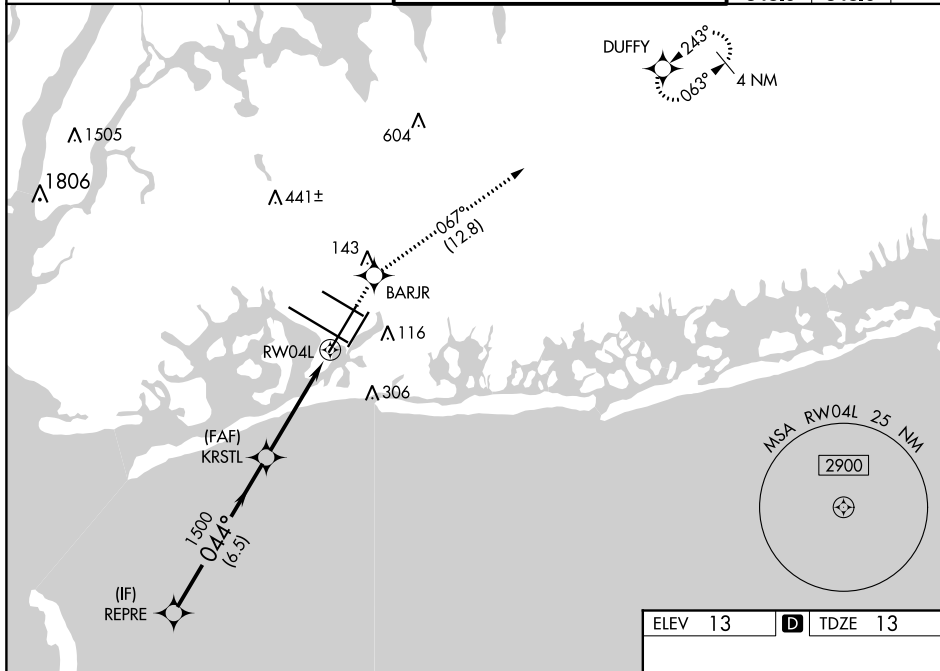 DUFFY
243°
063°
4 NM
1505
604
1806
441±
067°
(12.8)
143
BARJR
RW04L
116
306
(FAF)
KRSTL
MSA RW04L 25 NM
2900
1500
044°
(6.5)
(IF)
REPRE
ELEV 13 D TDZE 13